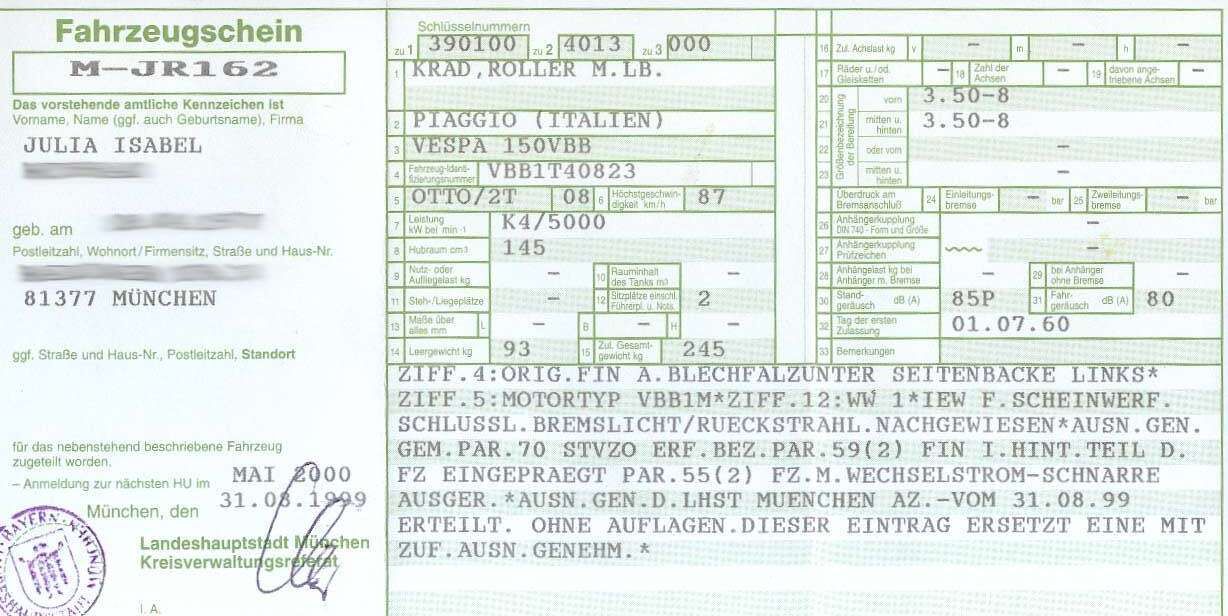 Fahrzeugschein
M-JR162
Das vorstehende amtliche Kennzeichen ist
Vorname, Name (ggf. auch Geburtsname), Firma
JULIA ISABEL
geb. am
Postleitzahl, Wohnort/Firmensitz, Straße und Haus-Nr.
81377 MÜNCHEN
ggf. Straße und Haus-Nr., Postleitzahl, Standort
für das nebenstehend beschriebene Fahrzeug
zugeteilt worden.
– Anmeldung zur nächsten HU im MAI 2000
München, den 31.08.1999
Landeshauptstadt München
Kreisverwaltungsreferat
I. A.
Schlüsselnummern
zu 1 390100 zu 2 4013 zu 3 000
1 KRAD,ROLLER M.LB.
2 PIAGGIO (ITALIEN)
3 VESPA 150VBB
4 Fahrzeug-Identifizierungsnummer VBB1T40823
5 OTTO/2T 08 6 Höchstgeschwindigkeit km/h 87
7 Leistung kW bei min -1 K4/5000
8 Hubraum cm3 145
9 Nutz- oder Aufliegelast kg – 10 Rauminhalt des Tanks m3 –
11 Steh-/Liegeplätze – 12 Sitzplätze einschl. Führerpl. u. Nots. 2
13 Maße über alles mm L – B – H –
14 Leergewicht kg 93 15 Zul. Gesamtgewicht kg 245
16 Zul. Achslast kg v – m – h –
17 Räder u./od. Gleisketten – 18 Zahl der Achsen – 19 davon angetriebene Achsen –
Größenbezeichnung der Bereifung
20 vorn 3.50-8
21 mitten u. hinten 3.50-8
22 oder vorn –
23 mitten u. hinten
Überdruck am Bremsanschluß 24 Einleitungsbremse – bar 25 Zweileitungsbremse – bar
26 Anhängerkupplung DIN 740 - Form und Größe –
27 Anhängerkupplung Prüfzeichen –
28 Anhängelast kg bei Anhänger m. Bremse – 29 bei Anhänger ohne Bremse –
30 Standgeräusch dB (A) 85P 31 Fahrgeräusch dB (A) 80
32 Tag der ersten Zulassung 01.07.60
33 Bemerkungen
ZIFF.4:ORIG.FIN A.BLECHFALZUNTER SEITENBACKE LINKS*
ZIFF.5:MOTORTYP VBB1M*ZIFF.12:WW 1*IEW F.SCHEINWERF.
SCHLUSSL.BREMSLICHT/RUECKSTRAHL.NACHGEWIESEN*AUSN.GEN.
GEM.PAR.70 STVZO ERF.BEZ.PAR.59(2) FIN I.HINT.TEIL D.
FZ EINGEPRAEGT PAR.55(2) FZ.M.WECHSELSTROM-SCHNARRE
AUSGER.*AUSN.GEN.D.LHST MUENCHEN AZ.-VOM 31.08.99
ERTEILT. OHNE AUFLAGEN.DIESER EINTRAG ERSETZT EINE MIT
ZUF.AUSN.GENEHM.*